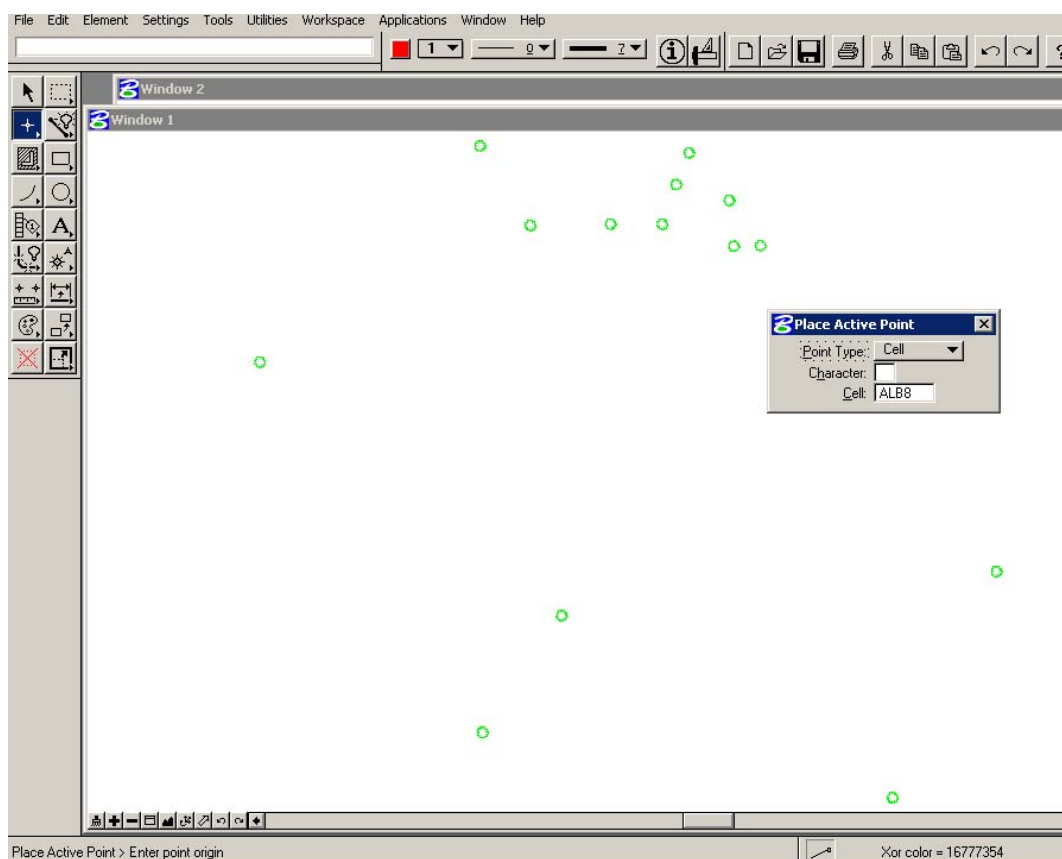 File Edit Element Settings Tools Utilities Workspace Applications Window Help
1 0 7
Window 2
Window 1
Place Active Point
Point Type: Cell
Character:
Cell: ALB8
Place Active Point > Enter point origin
Xor color = 16777354